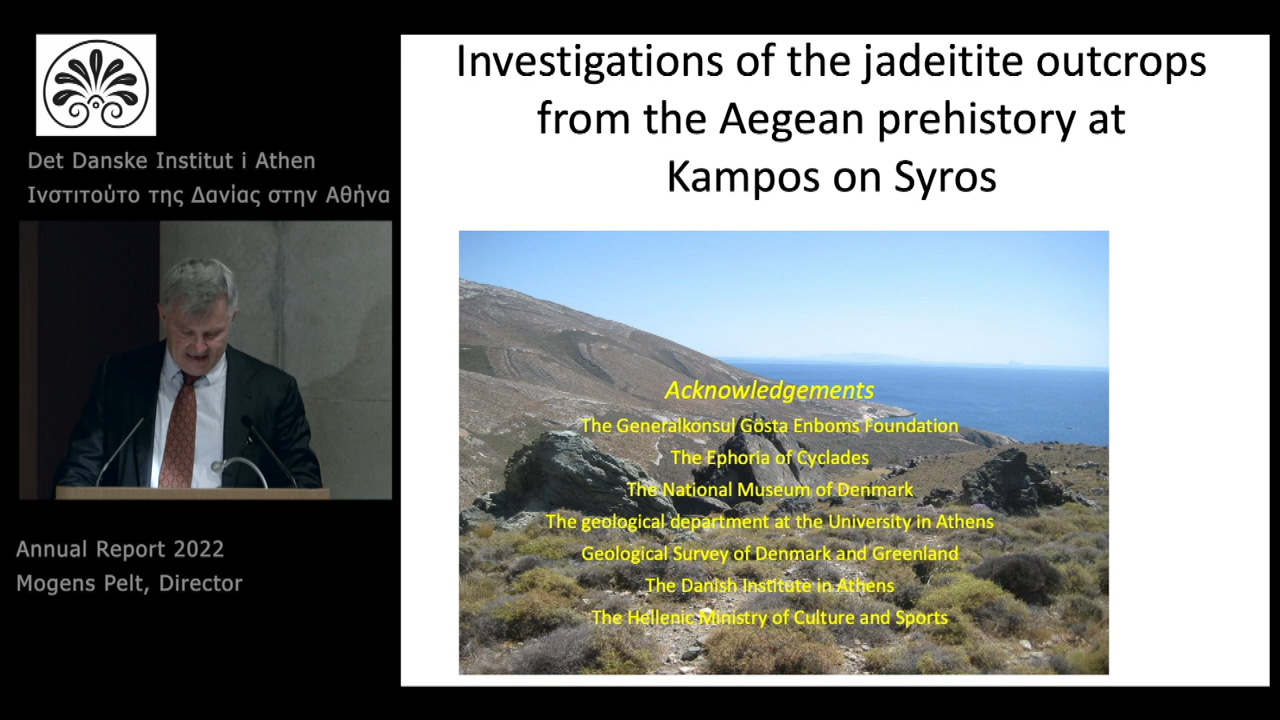 Det Danske Institut i Athen
Ινστιτούτο της Δανίας στην Αθήνα
Annual Report 2022
Mogens Pelt, Director
Investigations of the jadeitite outcrops
from the Aegean prehistory at
Kampos on Syros
Acknowledgements
The Generalkonsul Gösta Enboms Foundation
The Ephoria of Cyclades
The National Museum of Denmark
The geological department at the University in Athens
Geological Survey of Denmark and Greenland
The Danish Institute in Athens
The Hellenic Ministry of Culture and Sports